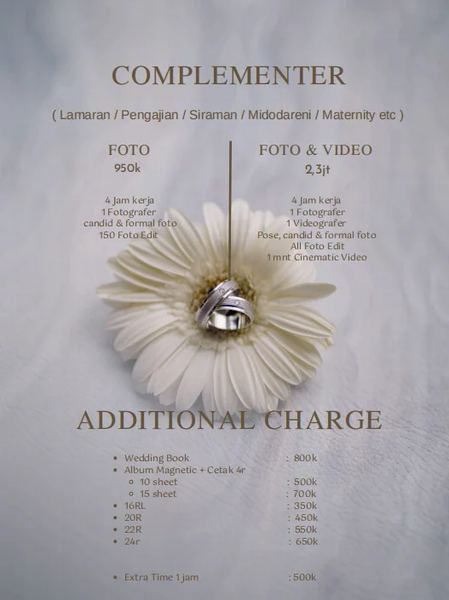 COMPLEMENTER
( Lamaran / Pengajian / Siraman / Midodareni / Maternity etc )
FOTO
950k
4 Jam kerja
1 Fotografer
candid & formal foto
150 Foto Edit
FOTO & VIDEO
2,3jt
4 Jam kerja
1 Fotografer
1 Videografer
Pose, candid & formal foto
All Foto Edit
1 mnt Cinematic Video
ADDITIONAL CHARGE
• Wedding Book : 800k
• Album Magnetic + Cetak 4r
◦ 10 sheet : 500k
◦ 15 sheet : 700k
• 16RL : 350k
• 20R : 450k
• 22R : 550k
• 24r : 650k
• Extra Time 1 jam : 500k